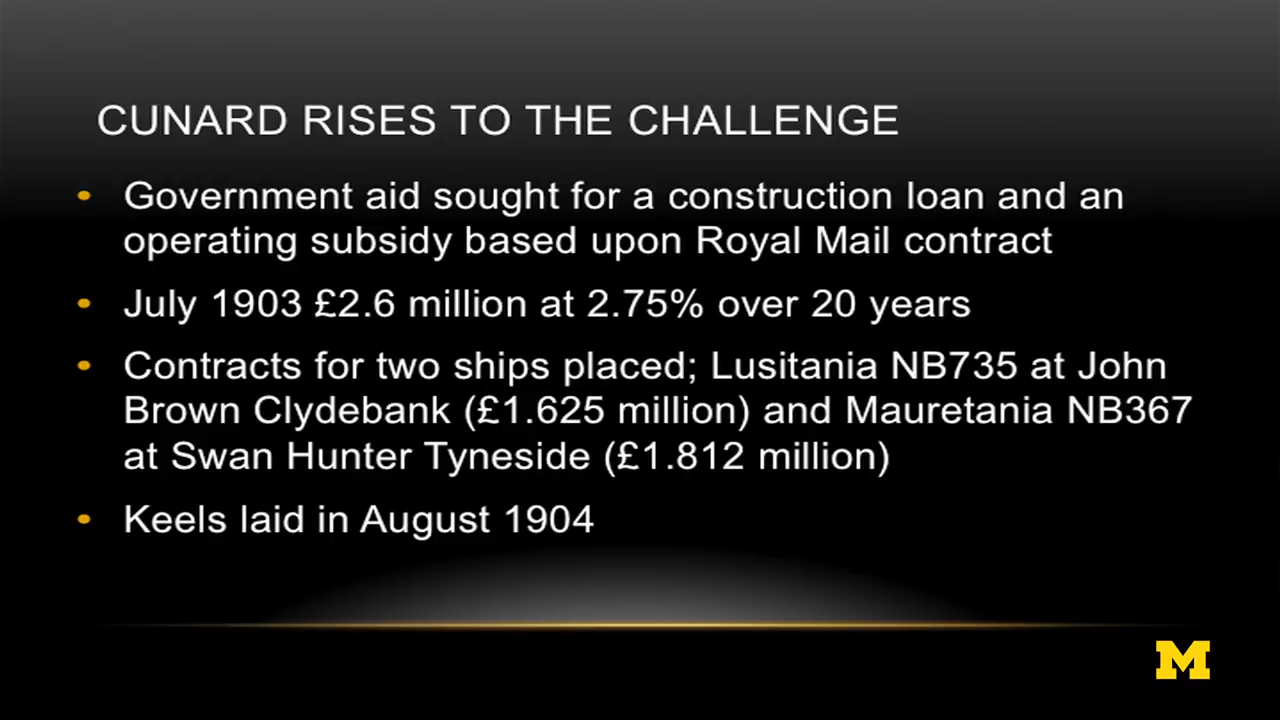 CUNARD RISES TO THE CHALLENGE
• Government aid sought for a construction loan and an
operating subsidy based upon Royal Mail contract
• July 1903 £2.6 million at 2.75% over 20 years
• Contracts for two ships placed; Lusitania NB735 at John
Brown Clydebank (£1.625 million) and Mauretania NB367
at Swan Hunter Tyneside (£1.812 million)
• Keels laid in August 1904
M